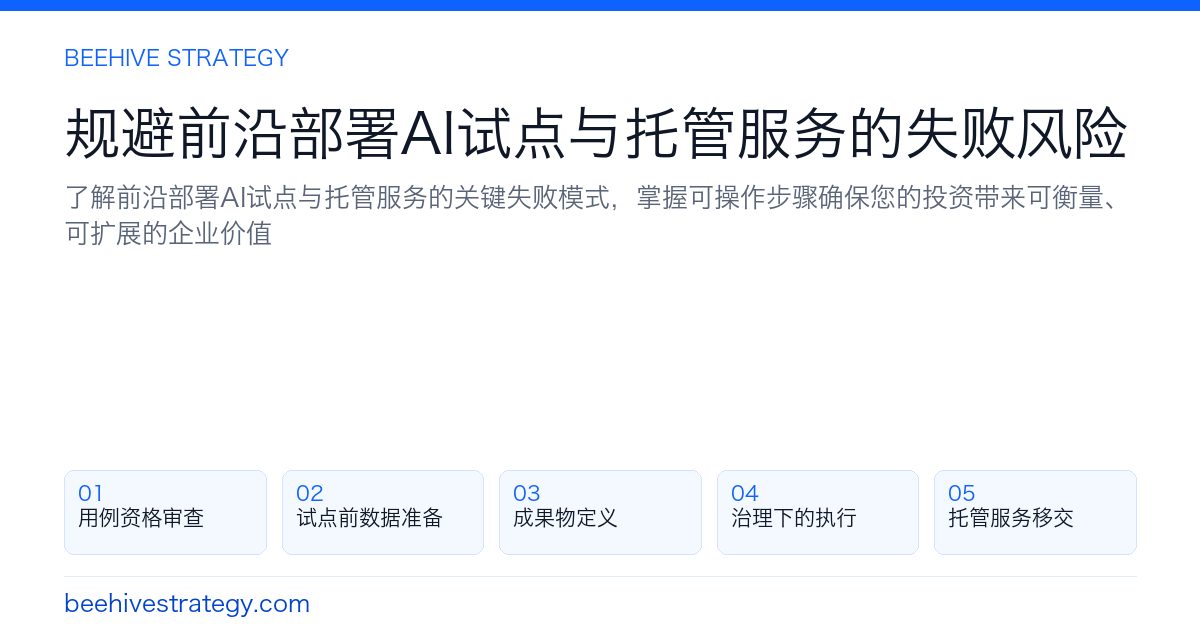 BEEHIVE STRATEGY
规避前沿部署AI试点与托管服务的失败风险
了解前沿部署AI试点与托管服务的关键失败模式，掌握可操作步骤确保您的投资带来可衡量、
可扩展的企业价值
01
用例资格审查
02
试点前数据准备
03
成果物定义
04
治理下的执行
05
托管服务移交
beehivestrategy.com